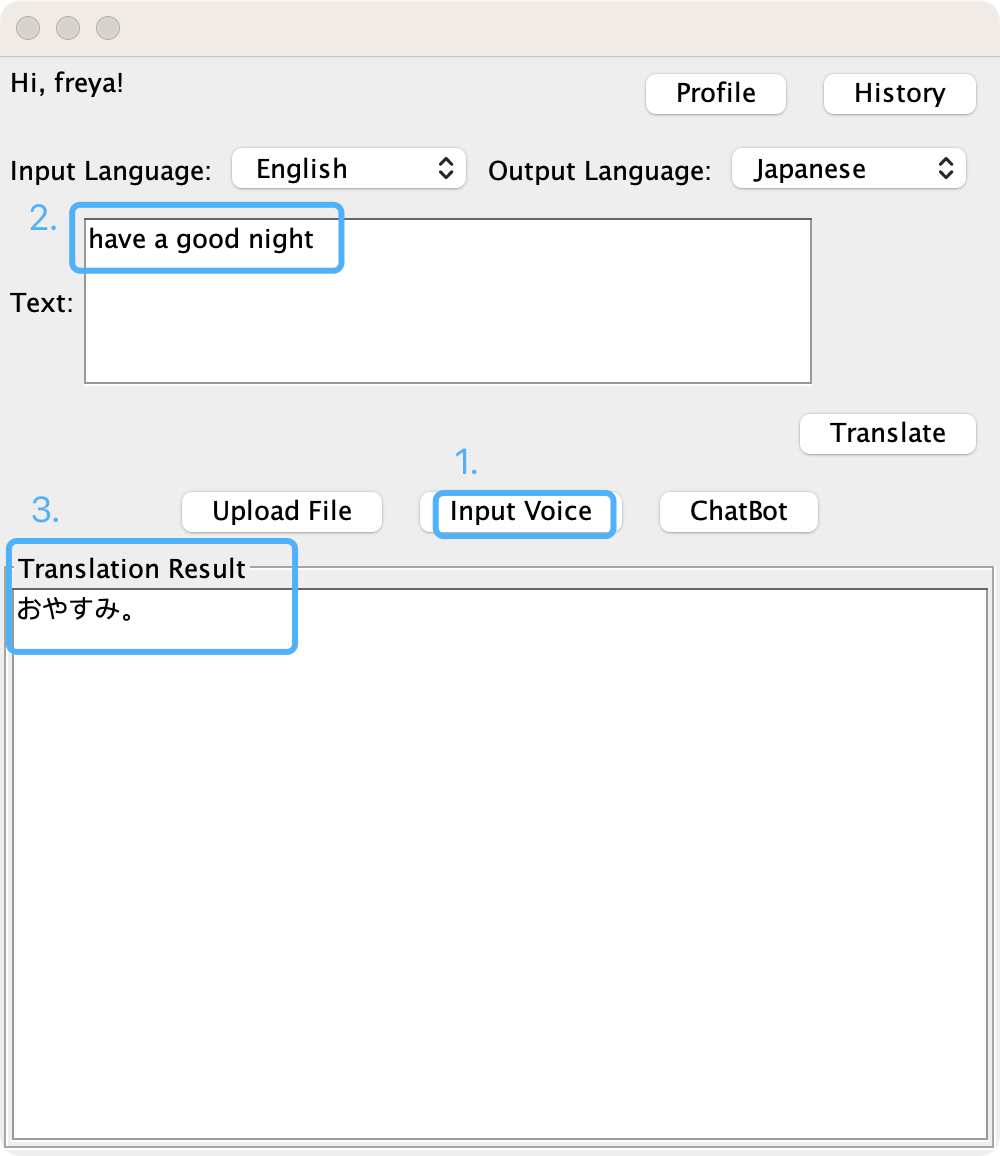 Hi, freya!
Profile
History
Input Language:
English
Output Language:
Japanese
2.
have a good night
Text:
Translate
1.
3.
Upload File
Input Voice
ChatBot
Translation Result
おやすみ。